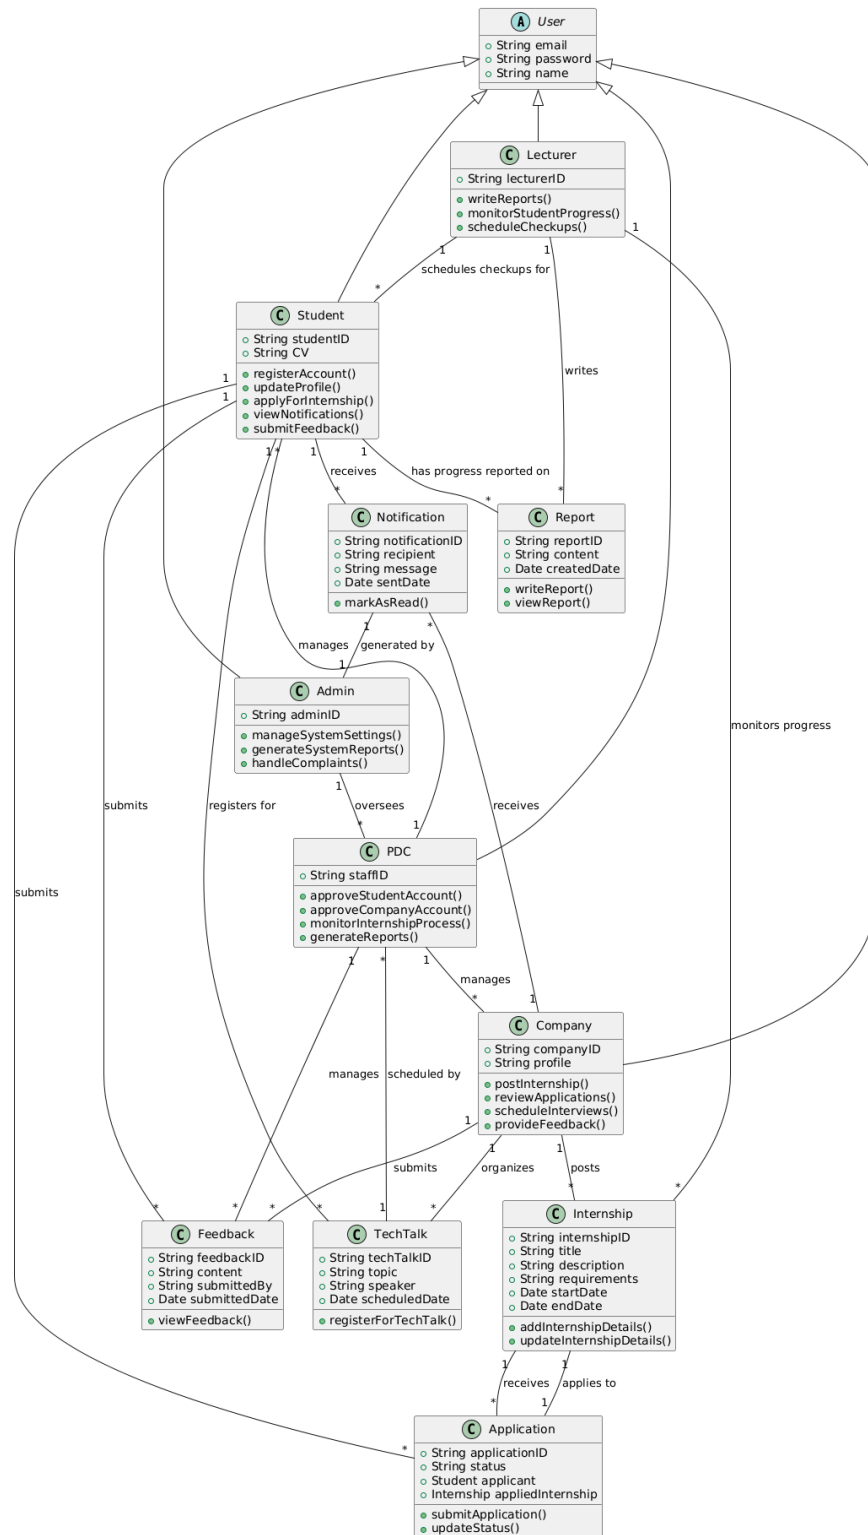 A User
String email
String password
String name
C Lecturer
String lecturerID
writeReports()
monitorStudentProgress()
scheduleCheckups()
1
1
1
schedules checkups for
*
C Student
String studentID
String CV
registerAccount()
updateProfile()
applyForInternship()
viewNotifications()
submitFeedback()
1
1
writes
1
*
1
1
receives
has progress reported on
*
*
*
C Notification
String notificationID
String recipient
String message
Date sentDate
markAsRead()
C Report
String reportID
String content
Date createdDate
writeReport()
viewReport()
1
*
manages
generated by
1
C Admin
String adminID
manageSystemSettings()
generateSystemReports()
handleComplaints()
monitors progress
1
oversees
*
1
submits
registers for
receives
C PDC
String staffID
approveStudentAccount()
approveCompanyAccount()
monitorInternshipProcess()
generateReports()
submits
1
*
1
manages
*
1
C Company
String companyID
String profile
postInternship()
reviewApplications()
scheduleInterviews()
provideFeedback()
manages
scheduled by
1
1
1
submits
organizes
posts
*
*
*
*
1
*
*
*
C Feedback
String feedbackID
String content
String submittedBy
Date submittedDate
viewFeedback()
C TechTalk
String techTalkID
String topic
String speaker
Date scheduledDate
registerForTechTalk()
C Internship
String internshipID
String title
String description
String requirements
Date startDate
Date endDate
addInternshipDetails()
updateInternshipDetails()
1
1
receives
applies to
*
1
*
C Application
String applicationID
String status
Student applicant
Internship appliedInternship
submitApplication()
updateStatus()